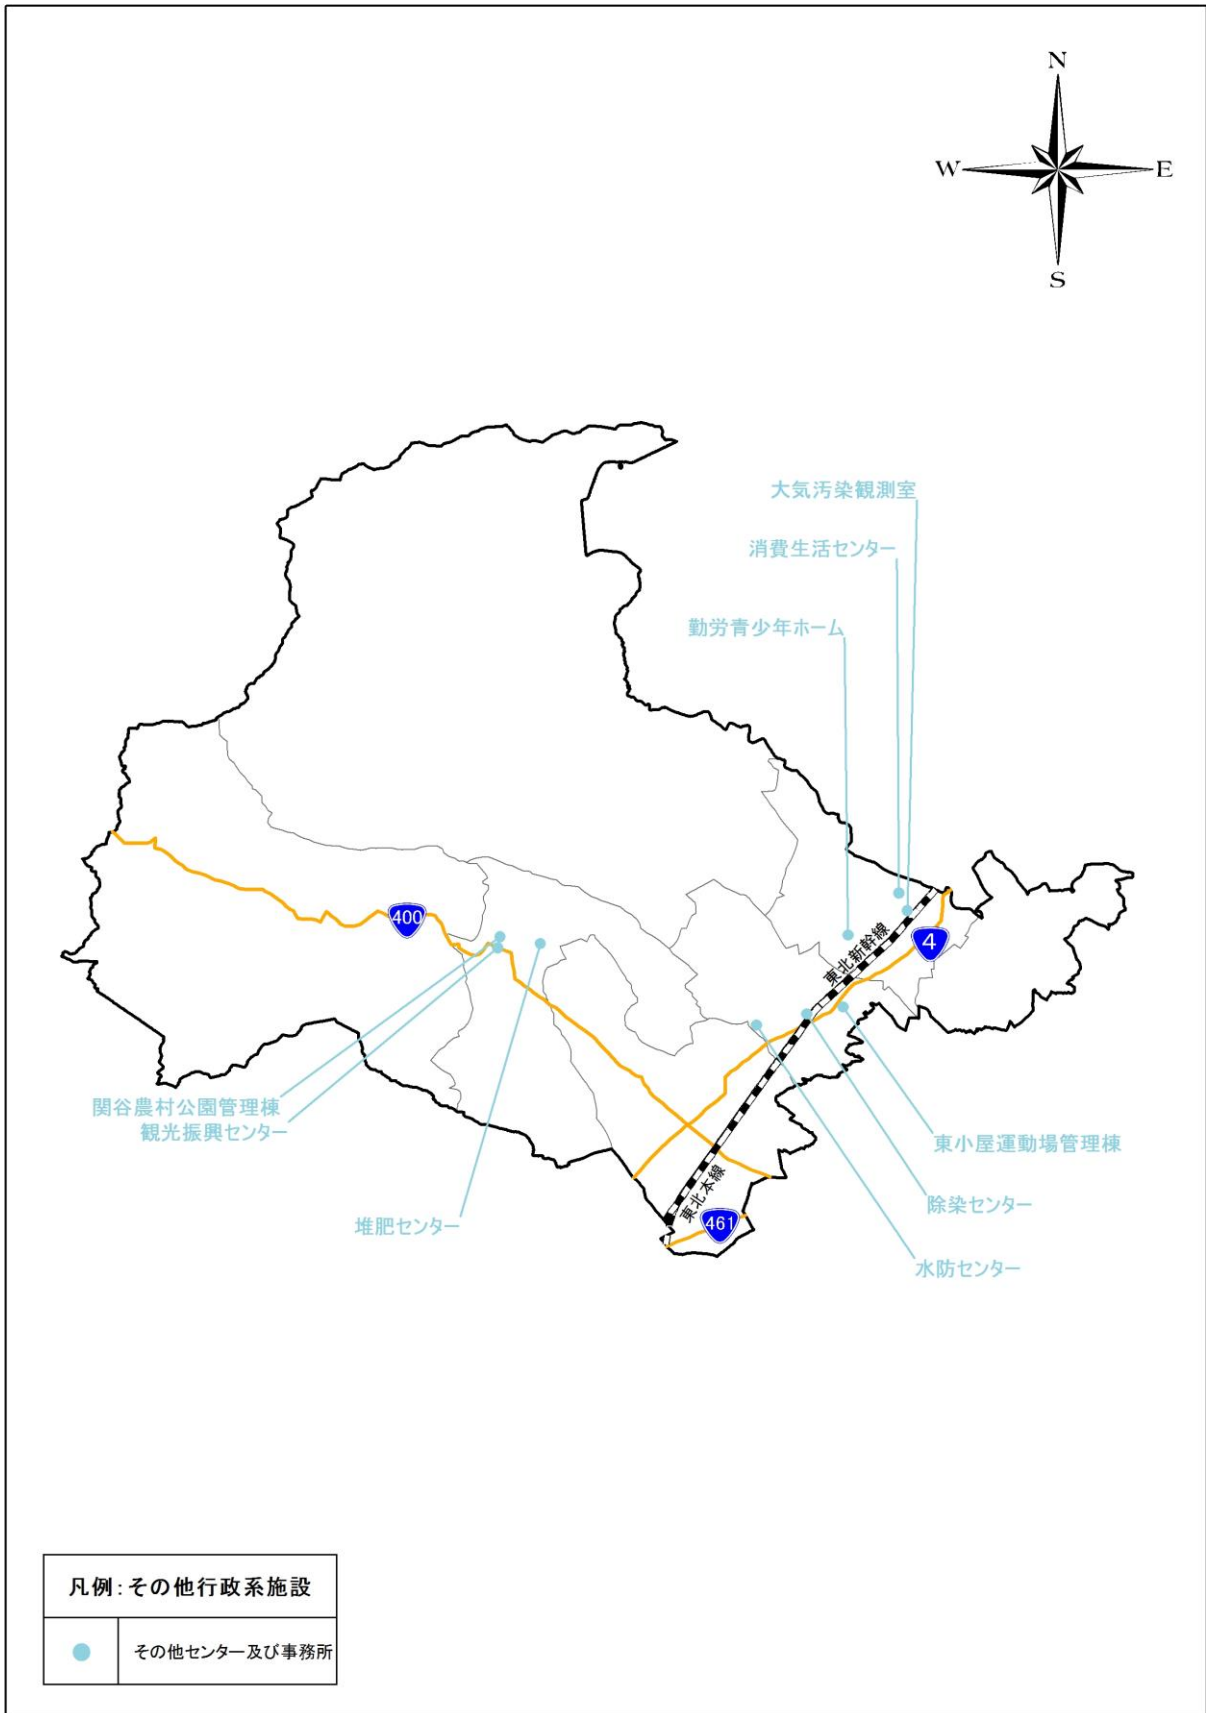 N
W
E
S
大気汚染観測室
消費生活センター
勤労青少年ホーム
400
4
東北新幹線
関谷農村公園管理棟
観光振興センター
東小屋運動場管理棟
堆肥センター
東北本線
461
除染センター
水防センター
凡例:その他行政系施設
その他センター及び事務所